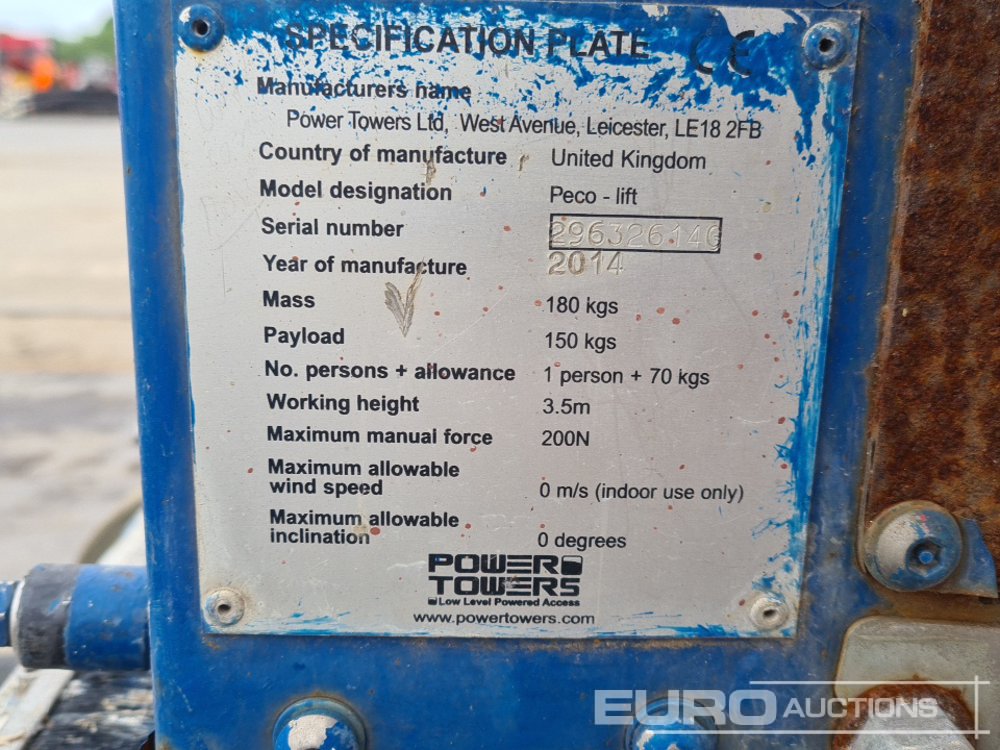 SPECIFICATION PLATE CE
Manufacturers name
Power Towers Ltd, West Avenue, Leicester, LE18 2FB
Country of manufacture United Kingdom
Model designation Peco - lift
Serial number
Year of manufacture 2014
Mass 180 kgs
Payload 150 kgs
No. persons + allowance 1 person + 70 kgs
Working height 3.5m
Maximum manual force 200N
Maximum allowable
wind speed 0 m/s (indoor use only)
Maximum allowable
inclination 0 degrees
POWER
TOWERS
Low Level Powered Access
www.powertowers.com
EURO AUCTIONS